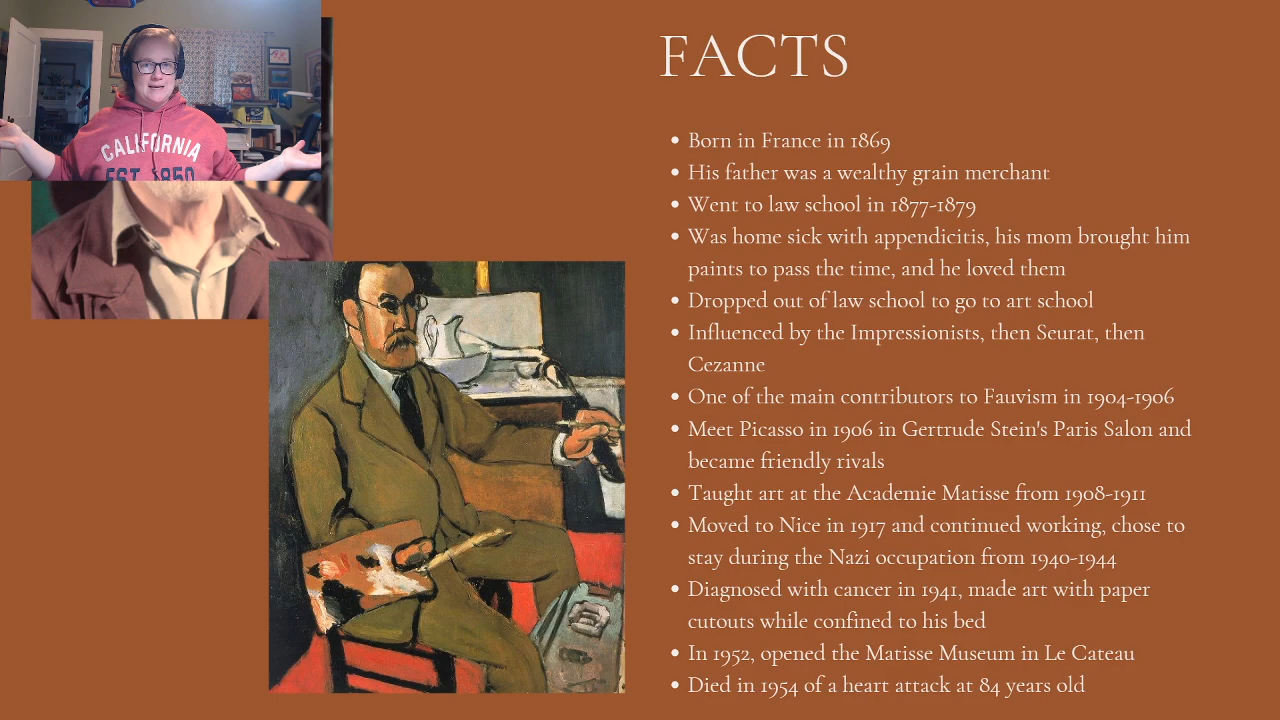 FACTS
CALIFORNIA
EST. 1850
• Born in France in 1869
• His father was a wealthy grain merchant
• Went to law school in 1877-1879
• Was home sick with appendicitis, his mom brought him
paints to pass the time, and he loved them
• Dropped out of law school to go to art school
• Influenced by the Impressionists, then Seurat, then
Cezanne
• One of the main contributors to Fauvism in 1904-1906
• Meet Picasso in 1906 in Gertrude Stein's Paris Salon and
became friendly rivals
• Taught art at the Academie Matisse from 1908-1911
• Moved to Nice in 1917 and continued working, chose to
stay during the Nazi occupation from 1940-1944
• Diagnosed with cancer in 1941, made art with paper
cutouts while confined to his bed
• In 1952, opened the Matisse Museum in Le Cateau
• Died in 1954 of a heart attack at 84 years old